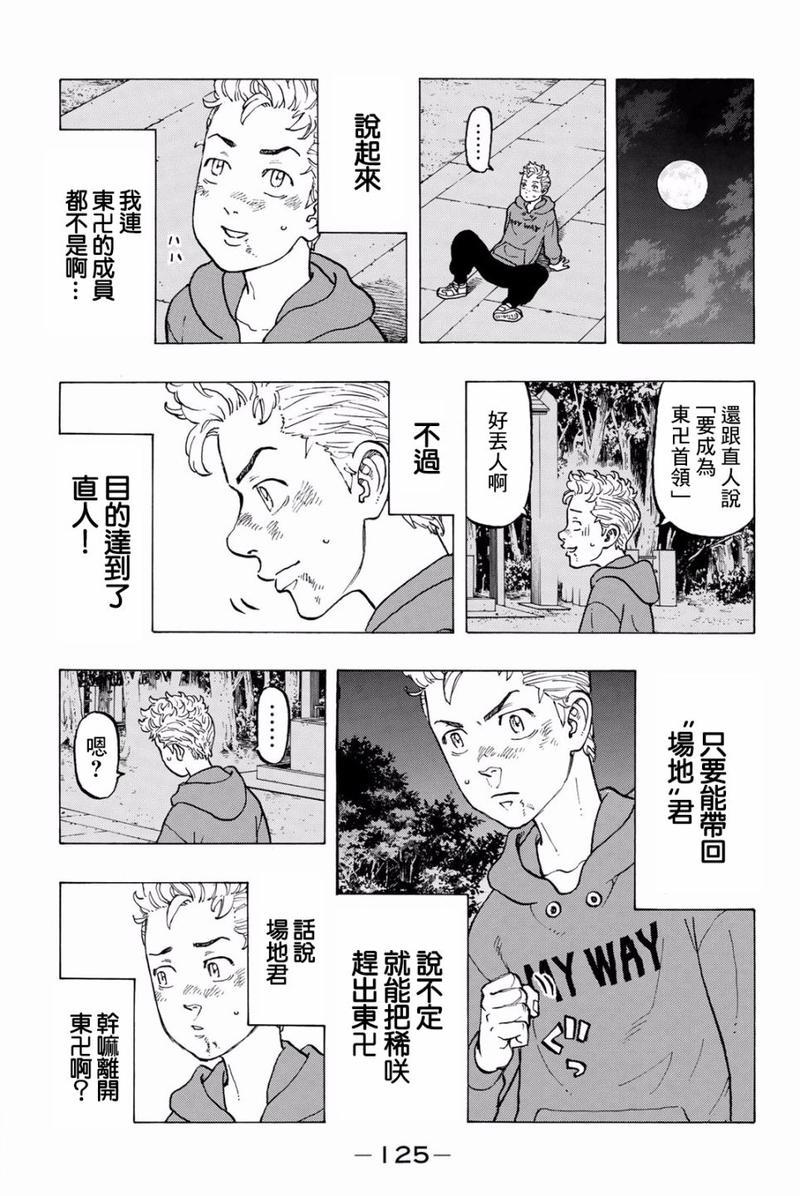 ……
MY WAY
說起來
我連
東卍的成員
都不是啊…
還跟直人說
「要成為
東卍首領」
好丟人啊
不過
目的達到了
直人！
只要能帶回
"場地"君
MY WAY
說不定
就能把稀咲
趕出東卍
……
嗯？
話說
場地君
幹嘛離開
東卍啊？
－125－